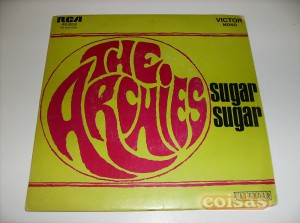 RCA
VICTOR
MONO
THE
ARCHIES
sugar
sugar
coisas